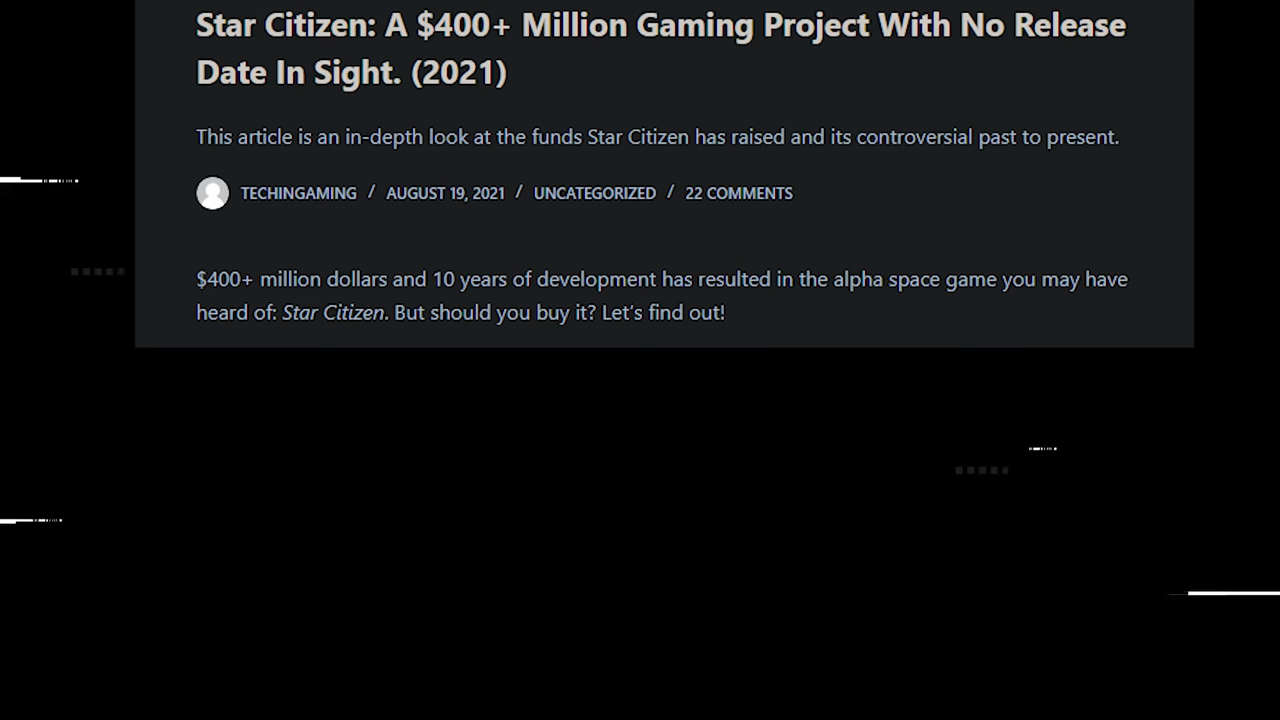 Star Citizen: A $400+ Million Gaming Project With No Release
Date In Sight. (2021)
This article is an in-depth look at the funds Star Citizen has raised and its controversial past to present.
TECHINGAMING / AUGUST 19, 2021 / UNCATEGORIZED / 22 COMMENTS
$400+ million dollars and 10 years of development has resulted in the alpha space game you may have
heard of: Star Citizen. But should you buy it? Let's find out!